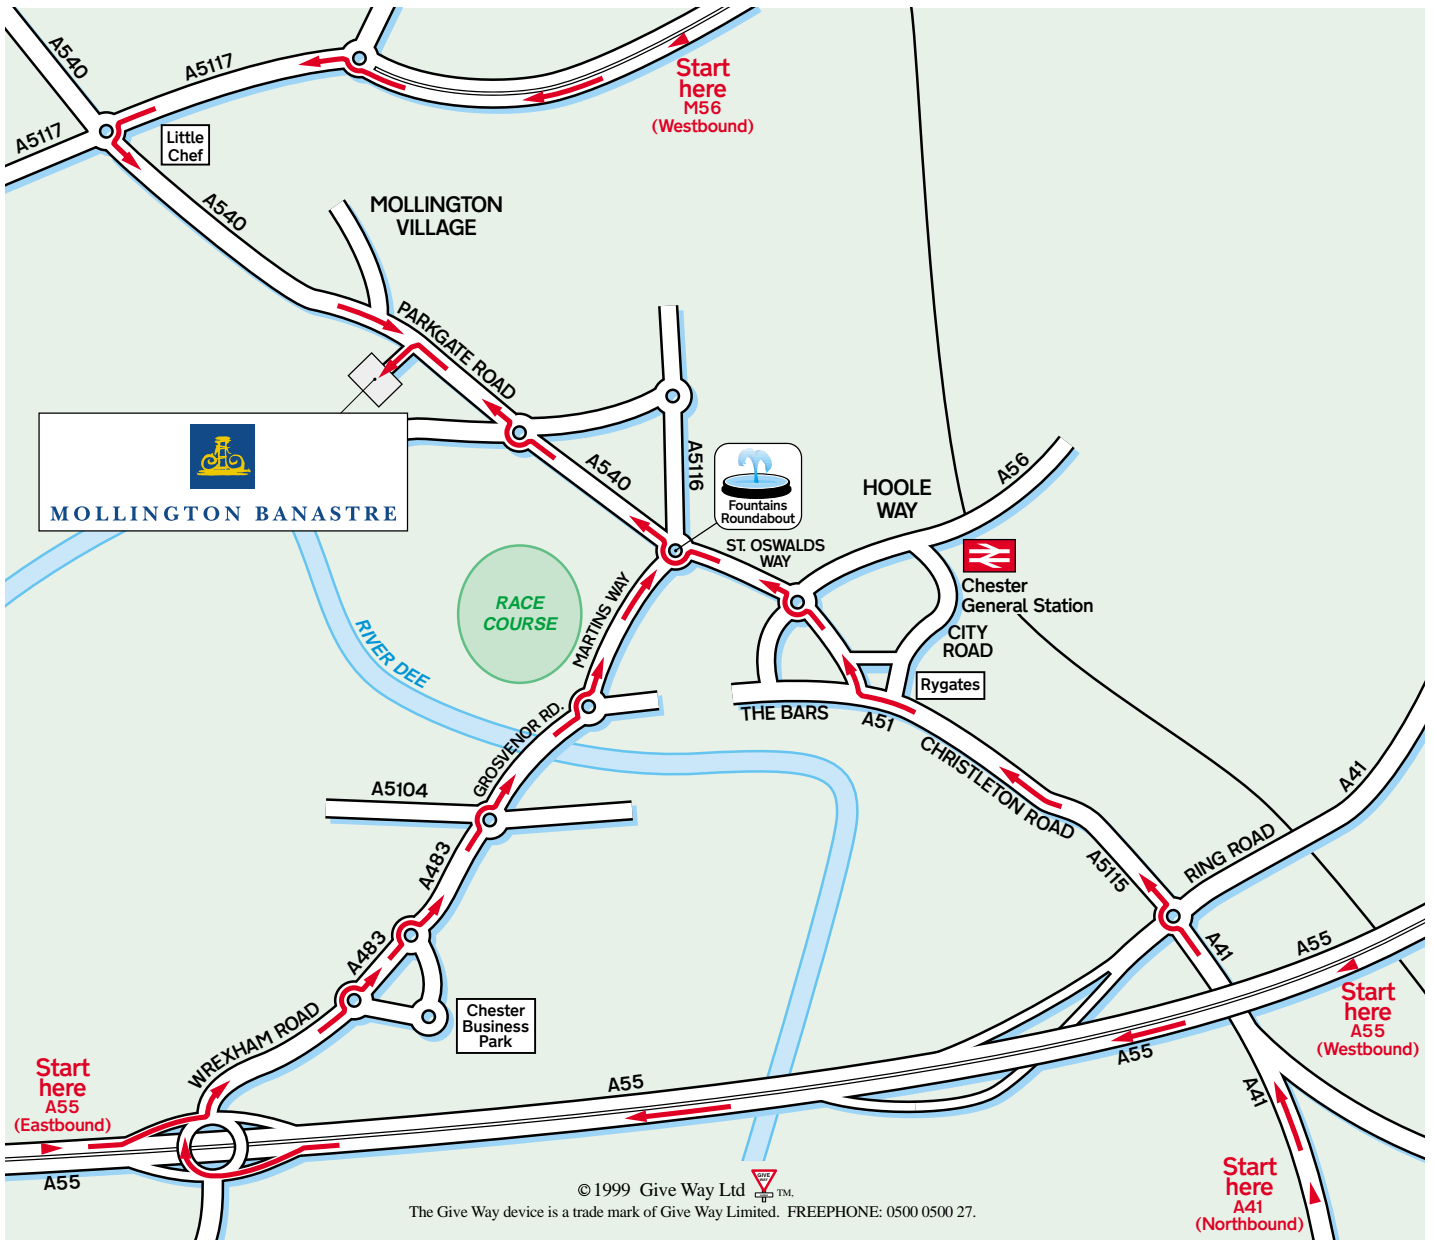 A540
A5117
Start
here
M56
(Westbound)
A5117
Little
Chef
A540
MOLLINGTON
VILLAGE
PARKGATE ROAD
A540
A5116
Fountains
Roundabout
HOOLE
WAY
A56
MOLLINGTON BANASTRE
ST. OSWALDS
WAY
Chester
General Station
RACE
COURSE
MARTINS WAY
CITY
ROAD
RIVER DEE
Rygates
THE BARS
A51
GROSVENOR RD.
CHRISTLETON ROAD
A5104
A41
RING ROAD
A483
A5115
A483
A41
A55
Start
here
A55
(Westbound)
Chester
Business
Park
WREXHAM ROAD
A55
A55
Start
here
A55
(Eastbound)
A41
A55
Start
here
A41
(Northbound)
GIVE
WAY
© 1999 Give Way Ltd TM.
The Give Way device is a trade mark of Give Way Limited. FREEPHONE: 0500 0500 27.